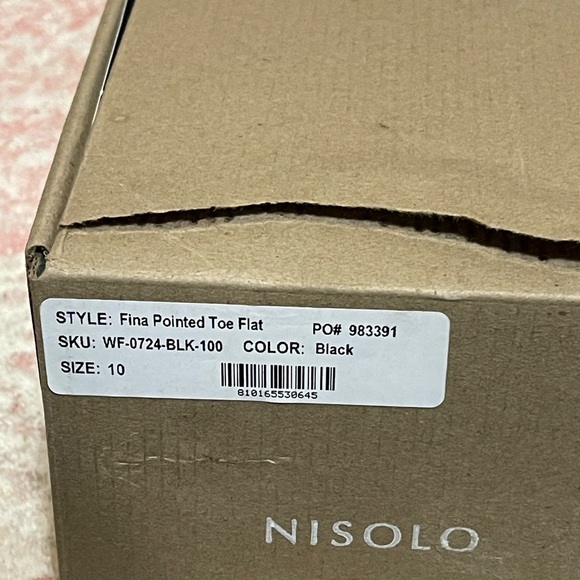 STYLE: Fina Pointed Toe Flat PO# 983391
SKU: WF-0724-BLK-100 COLOR: Black
SIZE: 10
810165530645
NISOLO